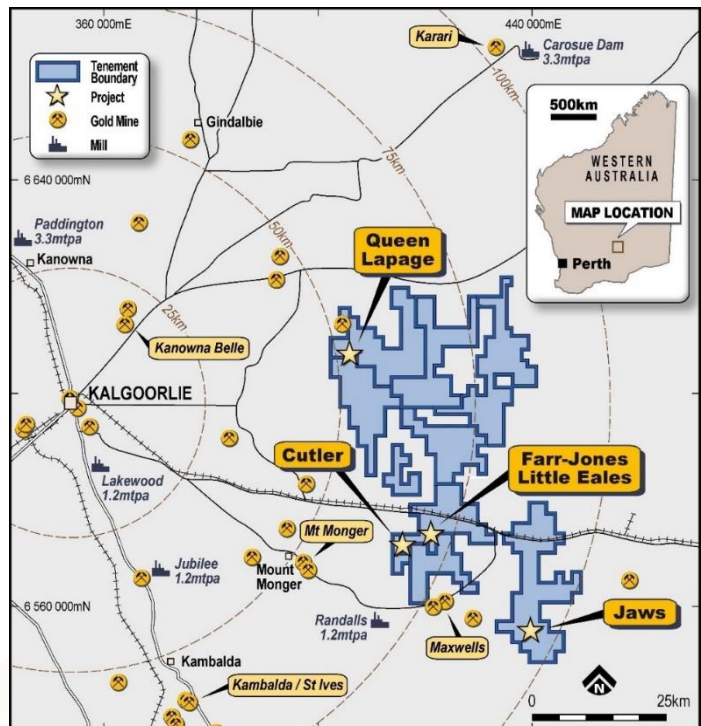 360 000mE
440 000mE
Tenement
Boundary
Project
Gold Mine
Mill
Karari
Carosue Dam
3.3mtpa
100km
500km
WESTERN
AUSTRALIA
MAP LOCATION
Perth
Gindalbie
75km
6 640 000mN
50km
Paddington
3.3mtpa
Kanowna
Queen
Lapage
25km
Kanowna Belle
KALGOORLIE
Cutler
Farr-Jones
Little Eales
Lakewood
1.2mtpa
Mt Monger
Jubilee
1.2mtpa
Mount
Monger
6 560 000mN
Randalls
1.2mtpa
Jaws
Maxwells
Kambalda
Kambalda / St Ives
N
0
25km